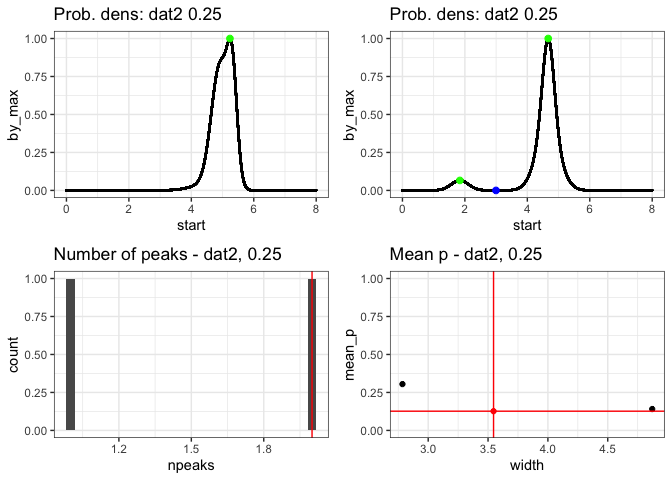 Prob. dens: dat2 0.25
1.00
0.75
0.50
0.25
0.00
by_max
0 2 4 6 8
start
Prob. dens: dat2 0.25
1.00
0.75
0.50
0.25
0.00
by_max
0 2 4 6 8
start
Number of peaks - dat2, 0.25
1.00
0.75
0.50
0.25
0.00
count
1.2 1.5 1.8
npeaks
Mean p - dat2, 0.25
1.00
0.75
0.50
0.25
0.00
mean_p
3.0 3.5 4.0 4.5
width